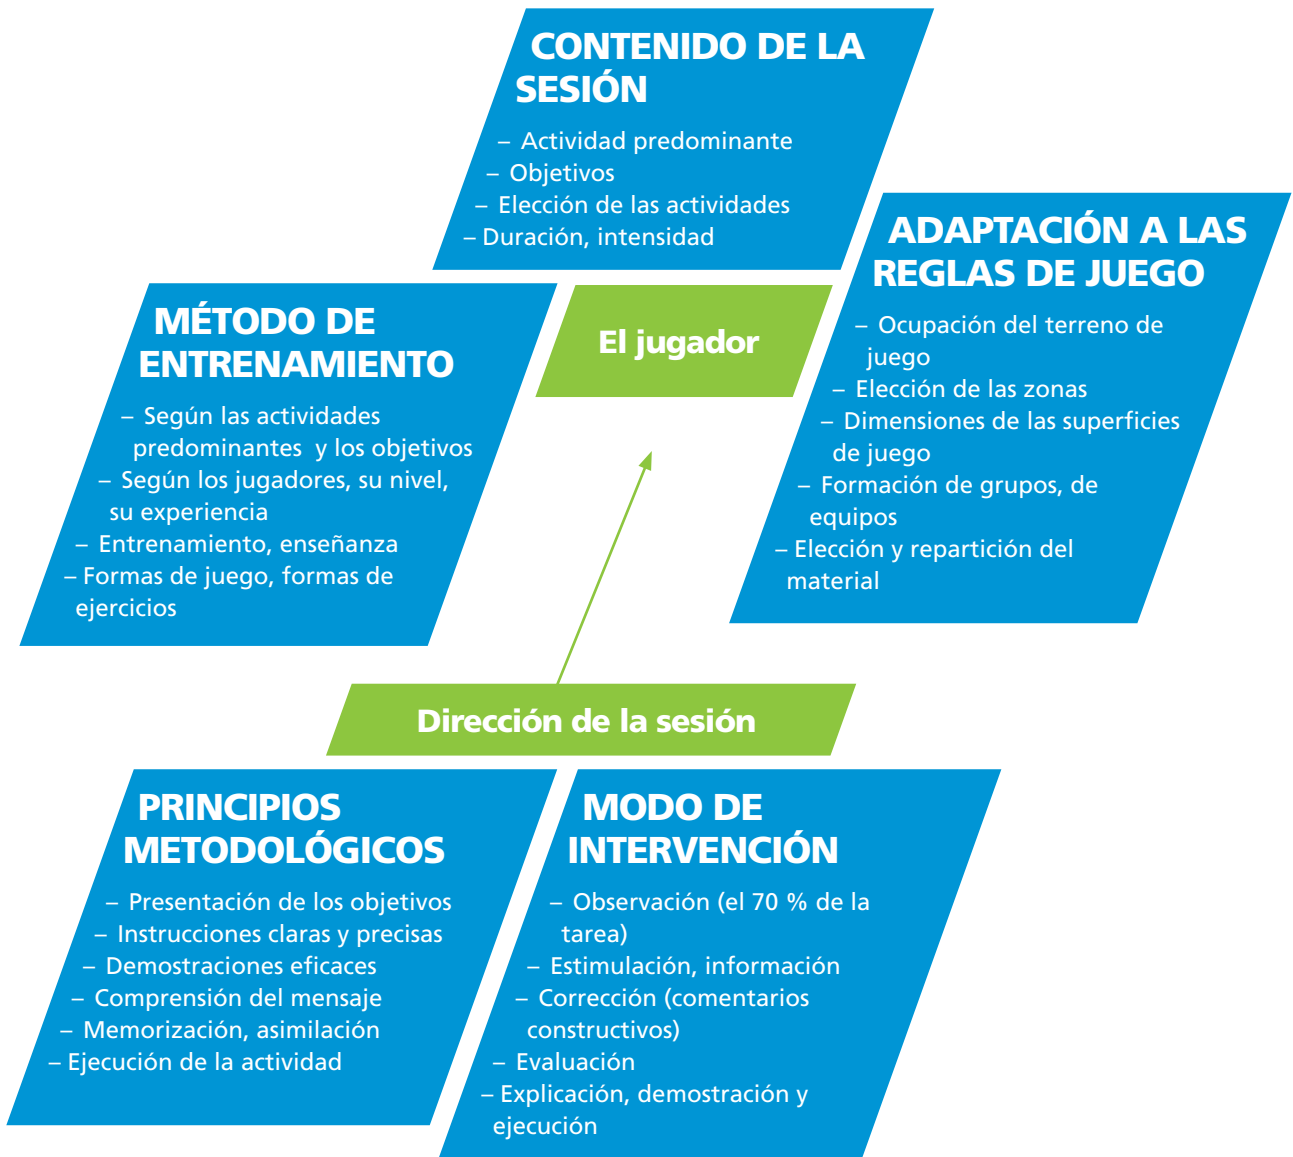 CONTENIDO DE LA
SESIÓN
– Actividad predominante
– Objetivos
– Elección de las actividades
– Duración, intensidad
ADAPTACIÓN A LAS
REGLAS DE JUEGO
– Ocupación del terreno de
juego
– Elección de las zonas
– Dimensiones de las superficies
de juego
– Formación de grupos, de
equipos
– Elección y repartición del
material
MÉTODO DE
ENTRENAMIENTO
– Según las actividades
predominantes y los objetivos
– Según los jugadores, su nivel,
su experiencia
– Entrenamiento, enseñanza
– Formas de juego, formas de
ejercicios
El jugador
Dirección de la sesión
PRINCIPIOS
METODOLÓGICOS
– Presentación de los objetivos
– Instrucciones claras y precisas
– Demostraciones eficaces
– Comprensión del mensaje
– Memorización, asimilación
– Ejecución de la actividad
MODO DE
INTERVENCIÓN
– Observación (el 70 % de la
tarea)
– Estimulación, información
– Corrección (comentarios
constructivos)
– Evaluación
– Explicación, demostración y
ejecución